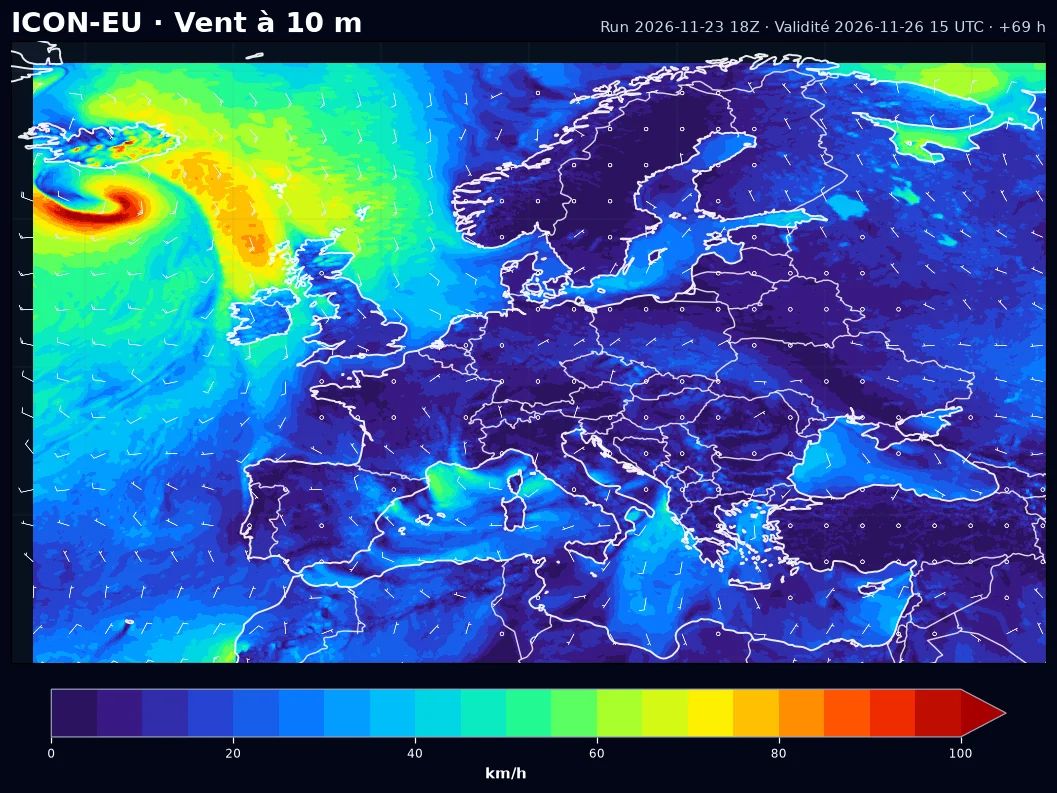 ICON-EU · Vent à 10 m
Run 2026-11-23 18Z · Validité 2026-11-26 15 UTC · +69 h
0 20 40 60 80 100
km/h